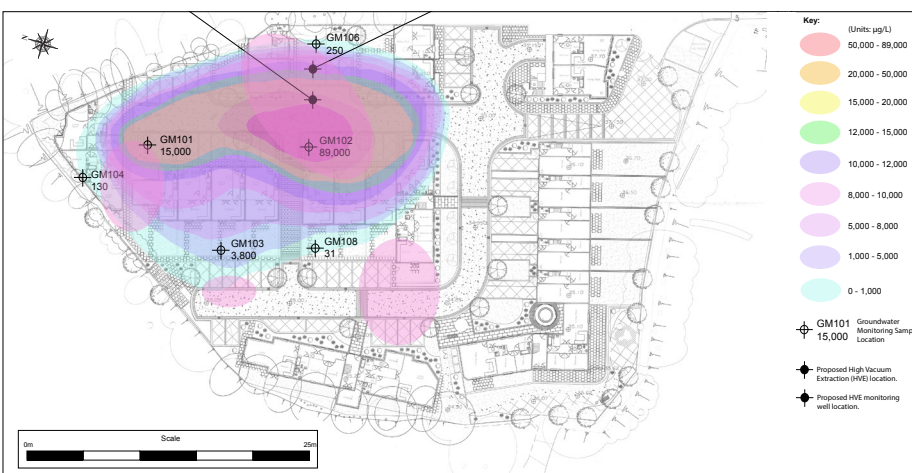 N
GM106
250
GM101
15,000
GM102
89,000
GM104
130
GM103
3,800
GM108
31
Scale
0m
25m
Key:
(Units: µg/L)
50,000 - 89,000
20,000 - 50,000
15,000 - 20,000
12,000 - 15,000
10,000 - 12,000
8,000 - 10,000
5,000 - 8,000
1,000 - 5,000
0 - 1,000
GM101
15,000
Groundwater
Monitoring Samp
Location
Proposed High Vacuum
Extraction (HVE) location.
Proposed HVE monitoring
well location.